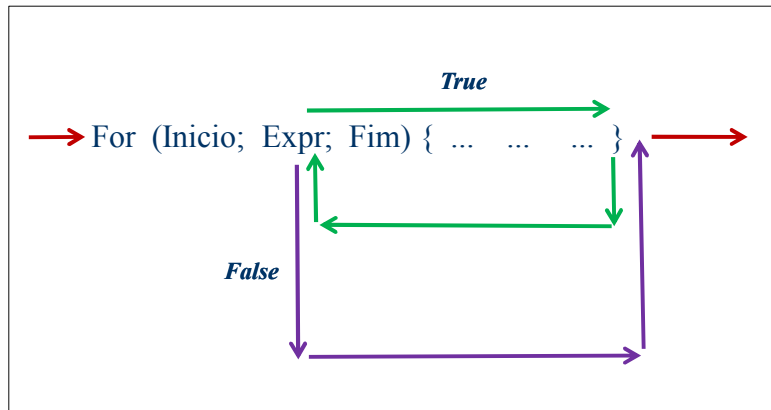 True
For (Inicio; Expr; Fim) { ... ... ... }
False